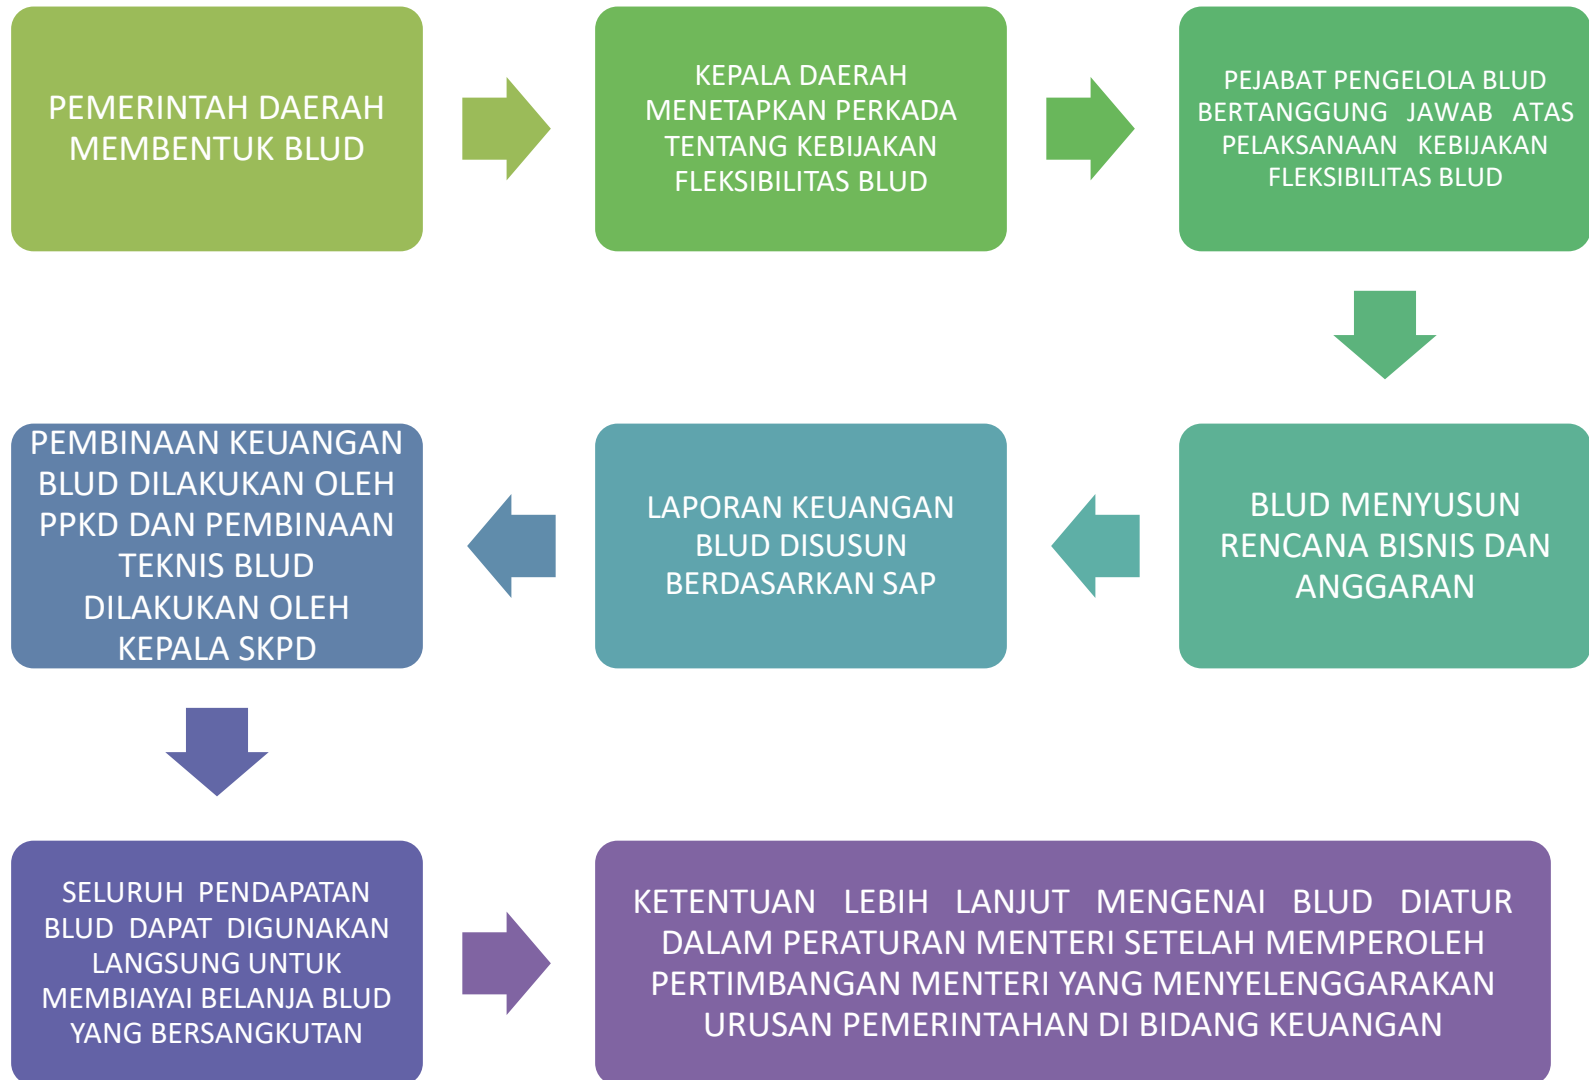 PEMERINTAH DAERAH
MEMBENTUK BLUD
KEPALA DAERAH
MENETAPKAN PERKADA
TENTANG KEBIJAKAN
FLEKSIBILITAS BLUD
PEJABAT PENGELOLA BLUD
BERTANGGUNG JAWAB ATAS
PELAKSANAAN KEBIJAKAN
FLEKSIBILITAS BLUD
BLUD MENYUSUN
RENCANA BISNIS DAN
ANGGARAN
LAPORAN KEUANGAN
BLUD DISUSUN
BERDASARKAN SAP
PEMBINAAN KEUANGAN
BLUD DILAKUKAN OLEH
PPKD DAN PEMBINAAN
TEKNIS BLUD
DILAKUKAN OLEH
KEPALA SKPD
SELURUH PENDAPATAN
BLUD DAPAT DIGUNAKAN
LANGSUNG UNTUK
MEMBIAYAI BELANJA BLUD
YANG BERSANGKUTAN
KETENTUAN LEBIH LANJUT MENGENAI BLUD DIATUR
DALAM PERATURAN MENTERI SETELAH MEMPEROLEH
PERTIMBANGAN MENTERI YANG MENYELENGGARAKAN
URUSAN PEMERINTAHAN DI BIDANG KEUANGAN